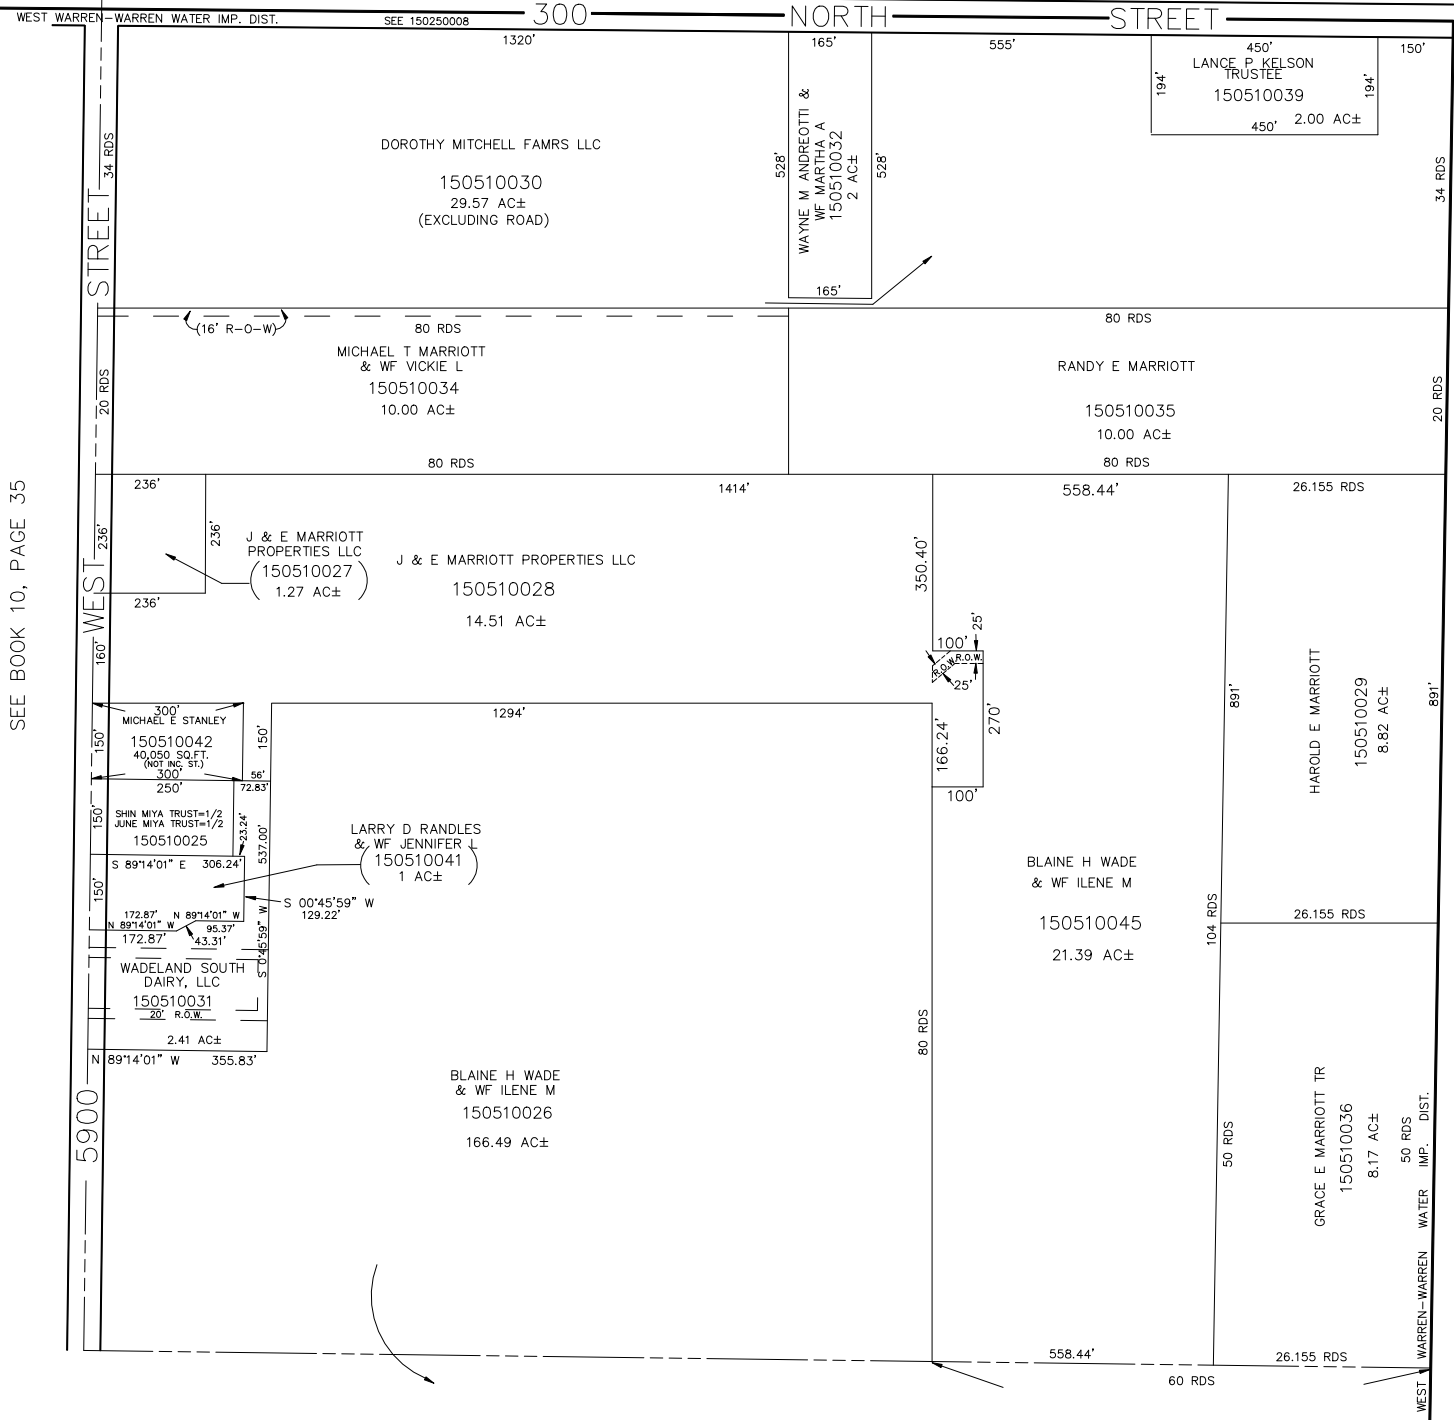 WEST WARREN-WARREN WATER IMP. DIST.
SEE 150250008
300 NORTH STREET
1320'
165'
555'
450'
150'
LANCE P KELSON
TRUSTEE
150510039
2.00 AC±
194'
194'
450'
34 RDS
DOROTHY MITCHELL FAMRS LLC
150510030
29.57 AC±
(EXCLUDING ROAD)
528'
WAYNE M ANDREOTTI &
WF MARTHA A
150510032
2 AC±
528'
165'
34 RDS
(16' R-O-W)
80 RDS
80 RDS
MICHAEL T MARRIOTT
& WF VICKIE L
150510034
10.00 AC±
20 RDS
80 RDS
RANDY E MARRIOTT
150510035
10.00 AC±
20 RDS
80 RDS
SEE BOOK 10, PAGE 35
5900 WEST STREET
236'
236'
236'
236'
J & E MARRIOTT
PROPERTIES LLC
(150510027)
1.27 AC±
1414'
J & E MARRIOTT PROPERTIES LLC
150510028
14.51 AC±
160'
558.44'
26.155 RDS
350.40'
100'
25'
R.O.W.
R.O.W.
25'
270'
166.24'
100'
891'
HAROLD E MARRIOTT
150510029
8.82 AC±
891'
300'
MICHAEL E STANLEY
150510042
40,050 SQ.FT.
(NOT INC. ST.)
300'
150'
150'
1294'
56'
250'
72.83'
SHIN MIYA TRUST=1/2
JUNE MIYA TRUST=1/2
150510025
150'
23.24'
537.00'
S 89°14'01" E 306.24'
LARRY D RANDLES
& WF JENNIFER L
(150510041)
1 AC±
150'
S 00°45'59" W
129.22'
172.87' N 89°14'01" W
N 89°14'01" W 95.37'
172.87'
43.31'
S 0°45'59" W
WADELAND SOUTH
DAIRY, LLC
150510031
20' R.O.W.
2.41 AC±
N 89°14'01" W 355.83'
BLAINE H WADE
& WF ILENE M
150510026
166.49 AC±
BLAINE H WADE
& WF ILENE M
150510045
21.39 AC±
104 RDS
80 RDS
26.155 RDS
50 RDS
GRACE E MARRIOTT TR
150510036
8.17 AC±
50 RDS
WEST WARREN-WARREN WATER IMP. DIST.
558.44'
26.155 RDS
60 RDS